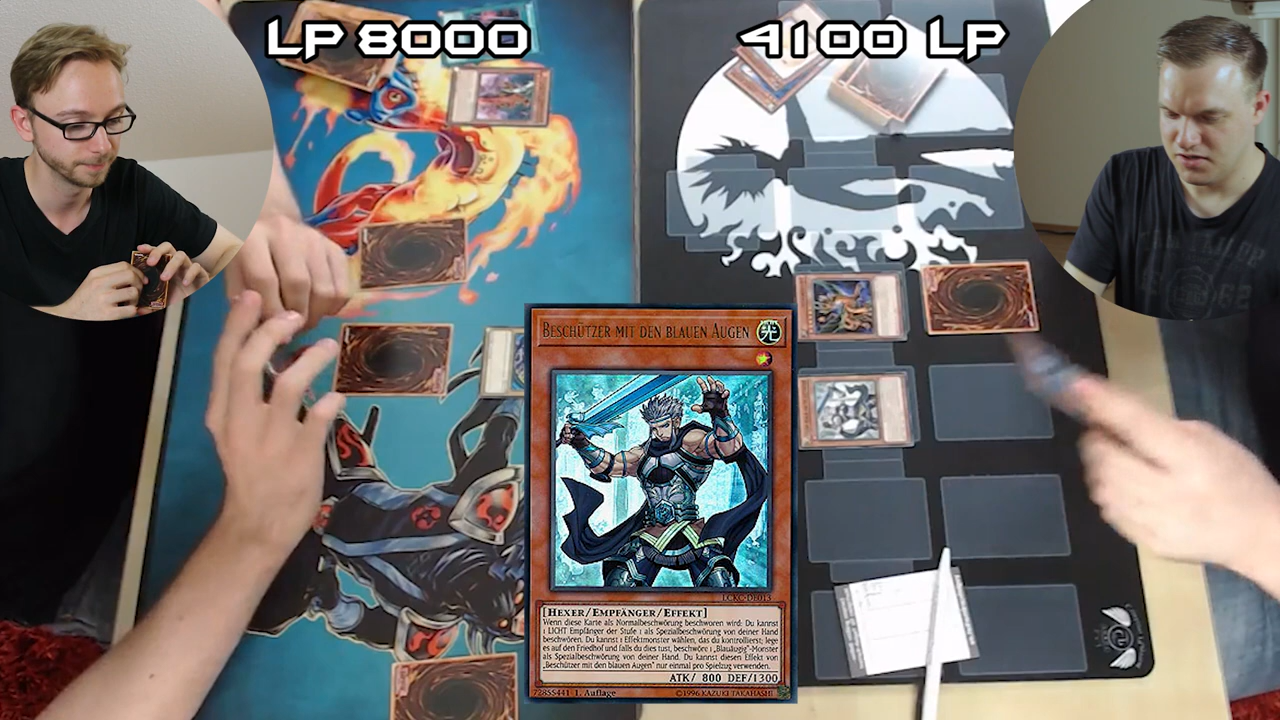 LP 8000
4100 LP
BESCHÜTZER MIT DEN BLAUEN AUGEN
LCKC-DE013
[HEXER/EMPFÄNGER/EFFEKT]
Wenn diese Karte als Normalbeschwörung beschworen wird: Du kannst
1 LICHT Empfänger der Stufe 1 als Spezialbeschwörung von deiner Hand
beschwören. Du kannst 1 Effektmonster wählen, das du kontrollierst; lege
es auf den Friedhof und falls du dies tust, beschwöre 1 „Blauäugig"-Monster
als Spezialbeschwörung von deiner Hand. Du kannst diesen Effekt von
„Beschützer mit den blauen Augen" nur einmal pro Spielzug verwenden.
ATK/ 800 DEF/1300
72855441 1. Auflage ©1996 KAZUKI TAKAHASHI